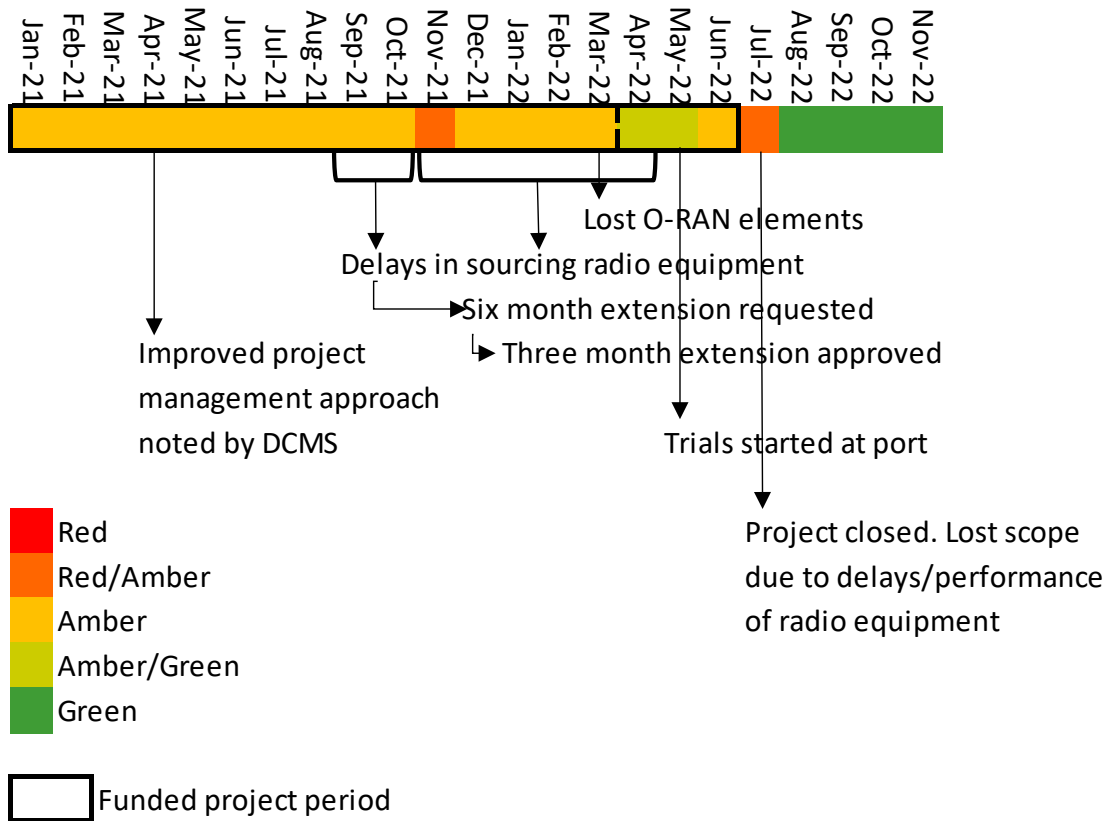 Jan-21
Feb-21
Mar-21
Apr-21
May-21
Jun-21
Jul-21
Aug-21
Sep-21
Oct-21
Nov-21
Dec-21
Jan-22
Feb-22
Mar-22
Apr-22
May-22
Jun-22
Jul-22
Aug-22
Sep-22
Oct-22
Nov-22
Lost O-RAN elements
Delays in sourcing radio equipment
Six month extension requested
Three month extension approved
Improved project
management approach
noted by DCMS
Trials started at port
Project closed. Lost scope
due to delays/performance
of radio equipment
Red
Red/Amber
Amber
Amber/Green
Green
Funded project period